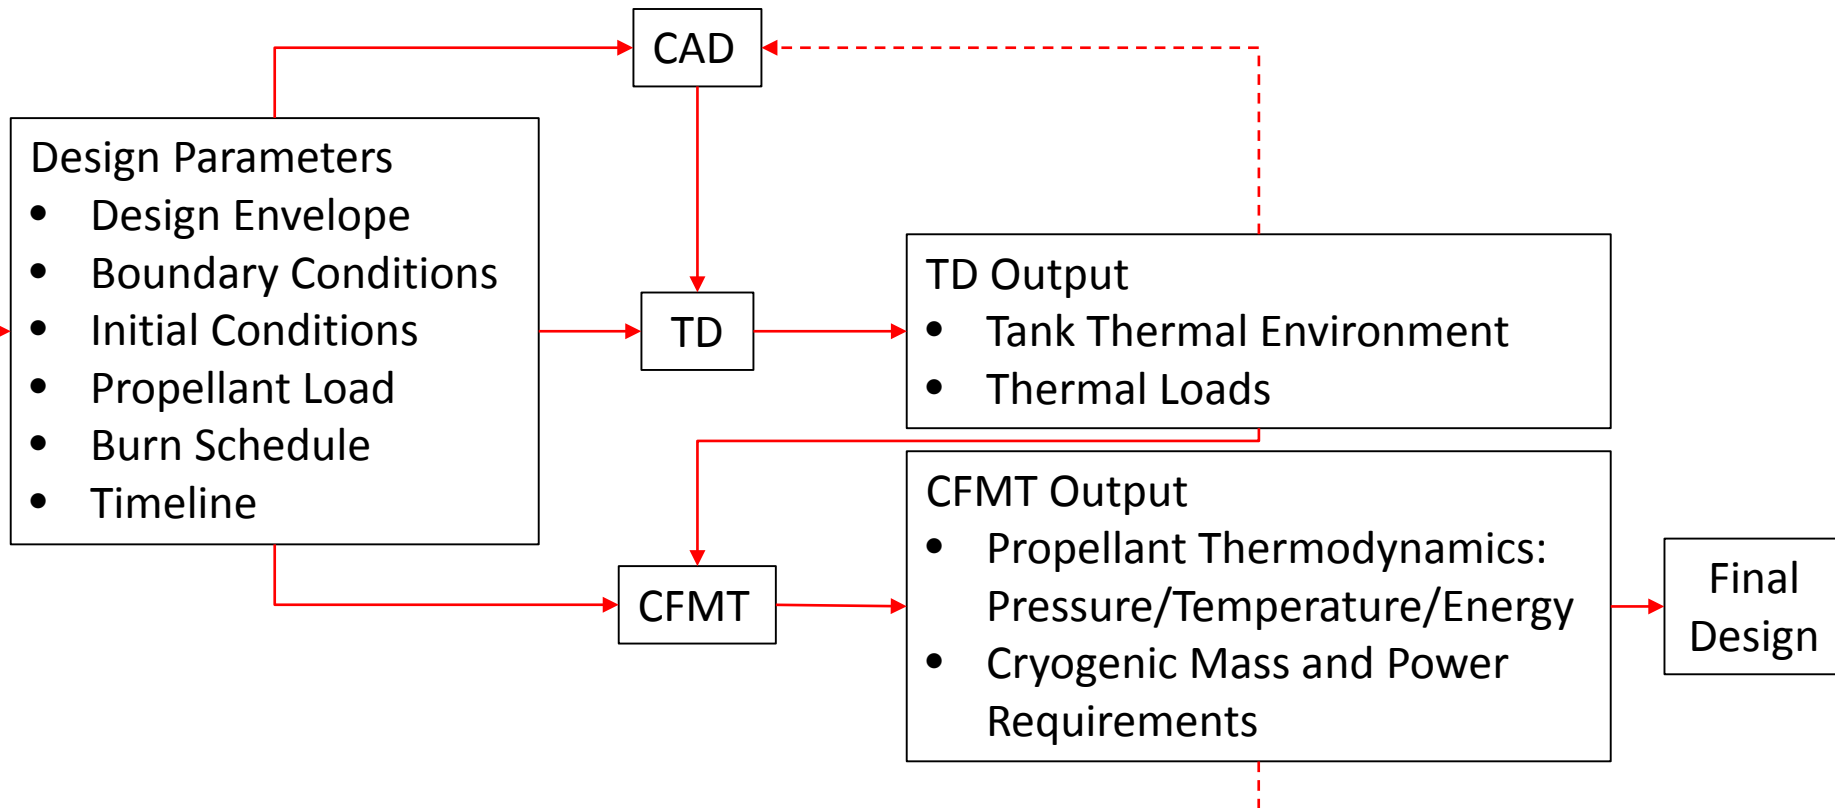 CAD
Design Parameters
• Design Envelope
• Boundary Conditions
• Initial Conditions
• Propellant Load
• Burn Schedule
• Timeline
TD
TD Output
• Tank Thermal Environment
• Thermal Loads
CFMT
CFMT Output
• Propellant Thermodynamics:
Pressure/Temperature/Energy
• Cryogenic Mass and Power
Requirements
Final
Design